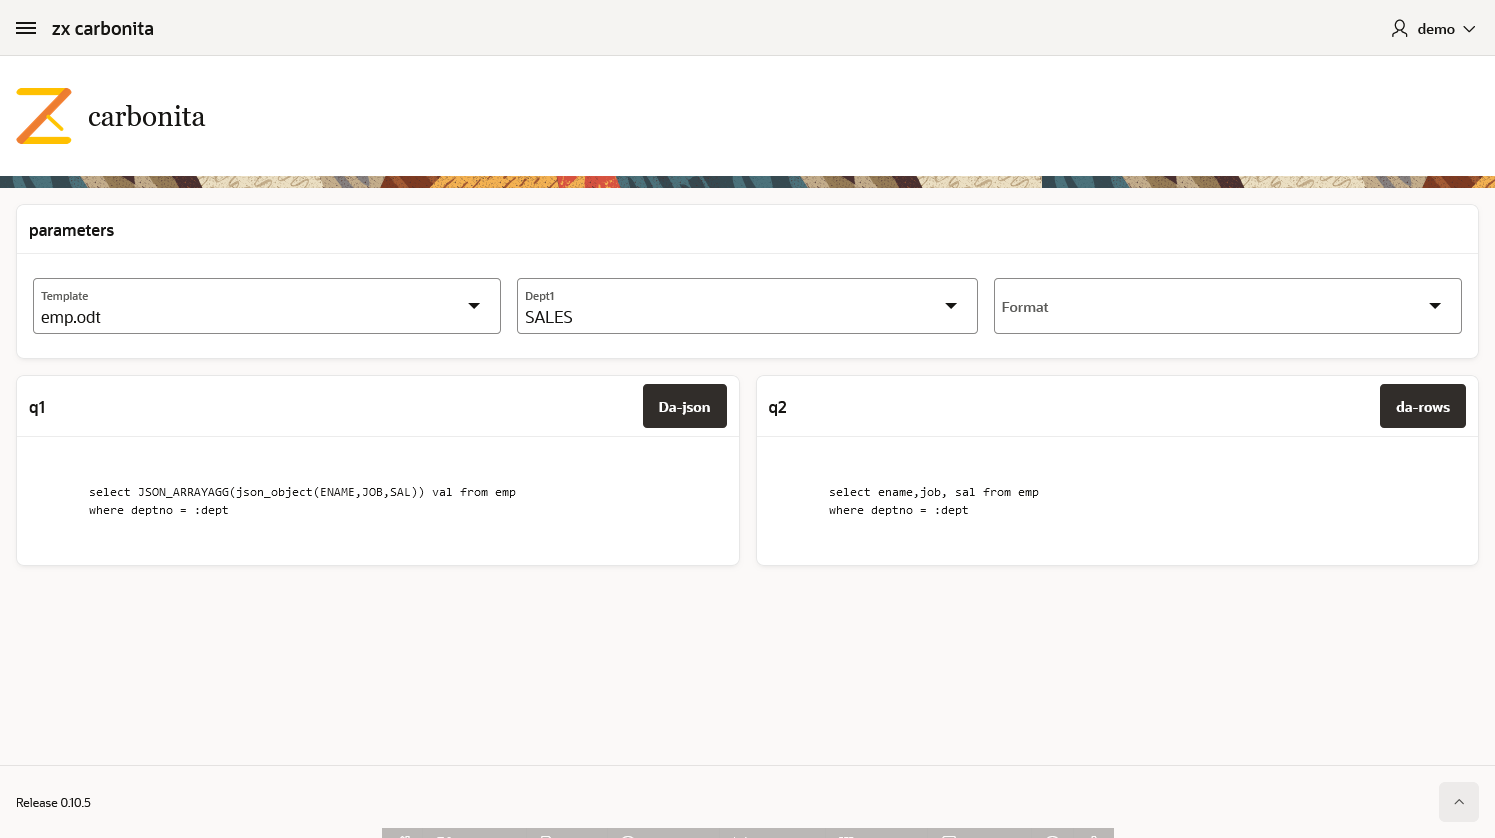 zx carbonita
demo
carbonita
parameters
Template
emp.odt
Dept1
SALES
Format
q1
Da-json
select JSON_ARRAYAGG(json_object(ENAME,JOB,SAL)) val from emp
where deptno = :dept
q2
da-rows
select ename,job, sal from emp
where deptno = :dept
Release 0.10.5